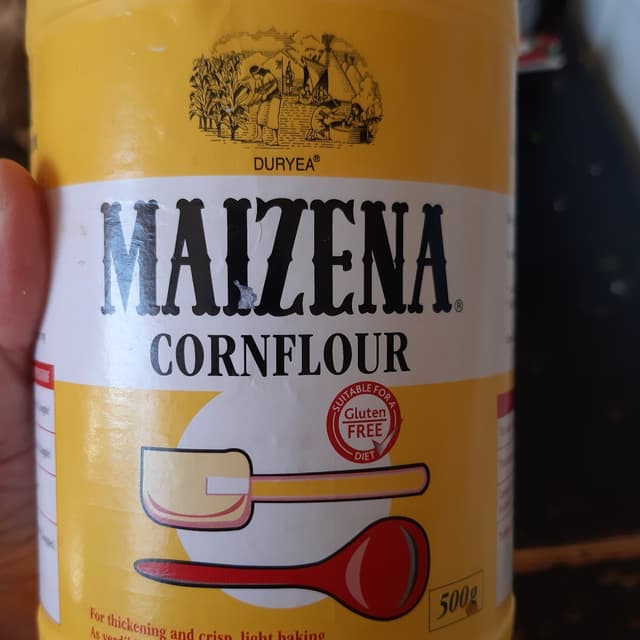 DURYEA®
MAIZENA®
CORNFLOUR
SUITABLE FOR A
Gluten
FREE
DIET
500g
For thickening and crisp, light baking